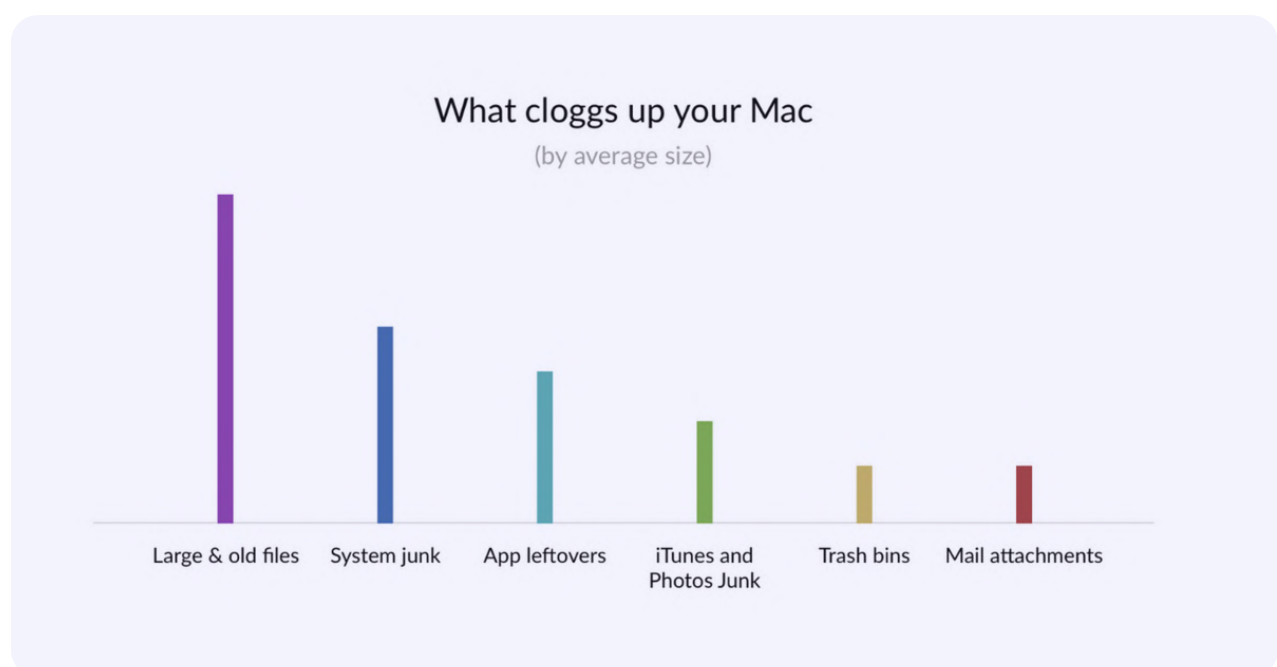 What cloggs up your Mac
(by average size)
Large & old files
System junk
App leftovers
iTunes and
Photos Junk
Trash bins
Mail attachments